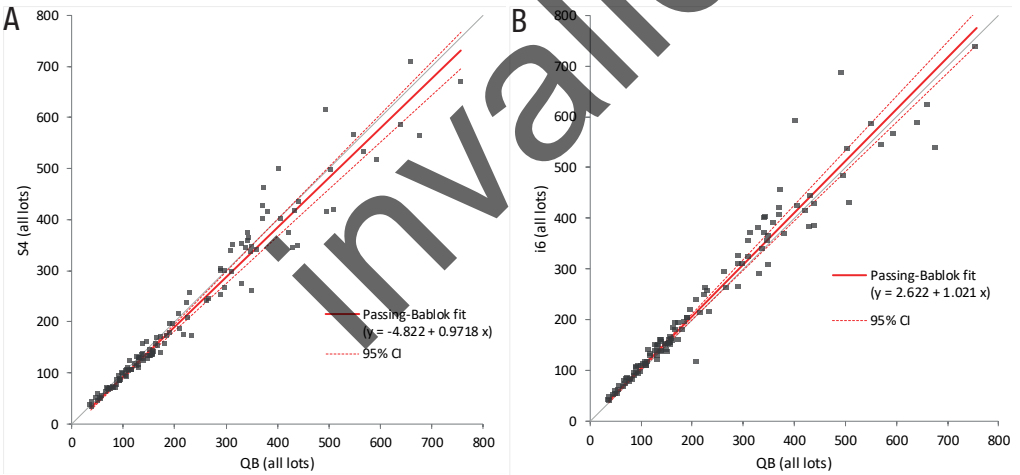 A
800
700
600
500
400
300
200
100
0
S4 (all lots)
0 100 200 300 400 500 600 700 800
QB (all lots)
Passing-Bablok fit
(y = -4.822 + 0.9718 x)
95% CI
B
800
700
600
500
400
300
200
100
0
i6 (all lots)
0 100 200 300 400 500 600 700 800
QB (all lots)
Passing-Bablok fit
(y = 2.622 + 1.021 x)
95% CI